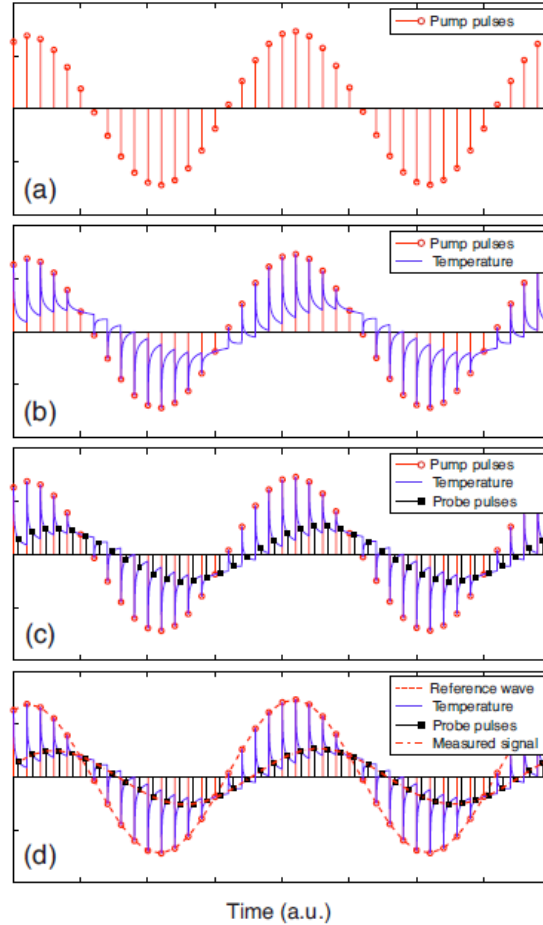 Pump pulses
(a)
Pump pulses
Temperature
(b)
Pump pulses
Temperature
Probe pulses
(c)
Reference wave
Temperature
Probe pulses
Measured signal
(d)
Time (a.u.)